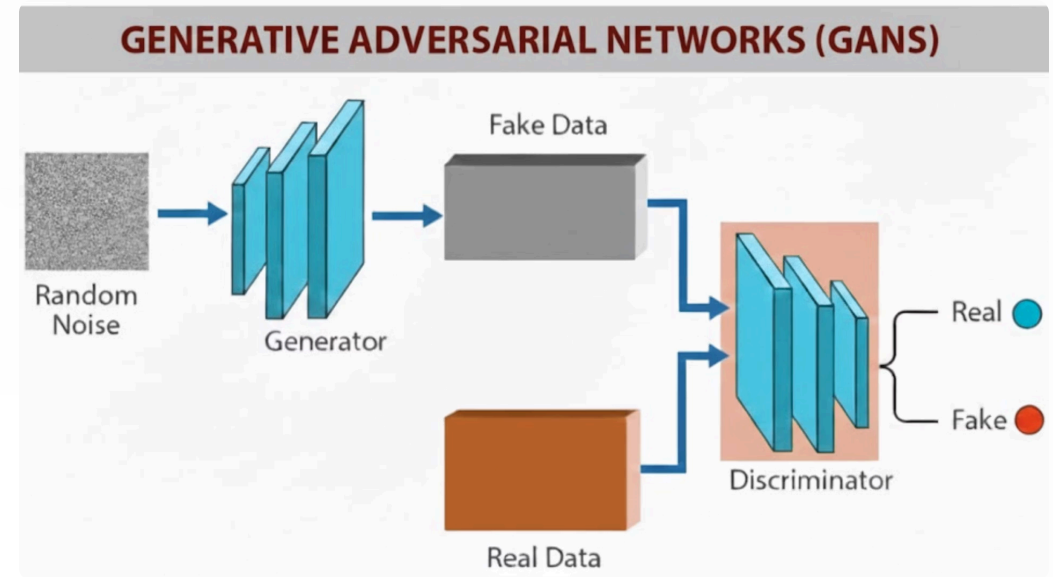 GENERATIVE ADVERSARIAL NETWORKS (GANS)
Fake Data
Random
Noise
Generator
Real
Fake
Discriminator
Real Data